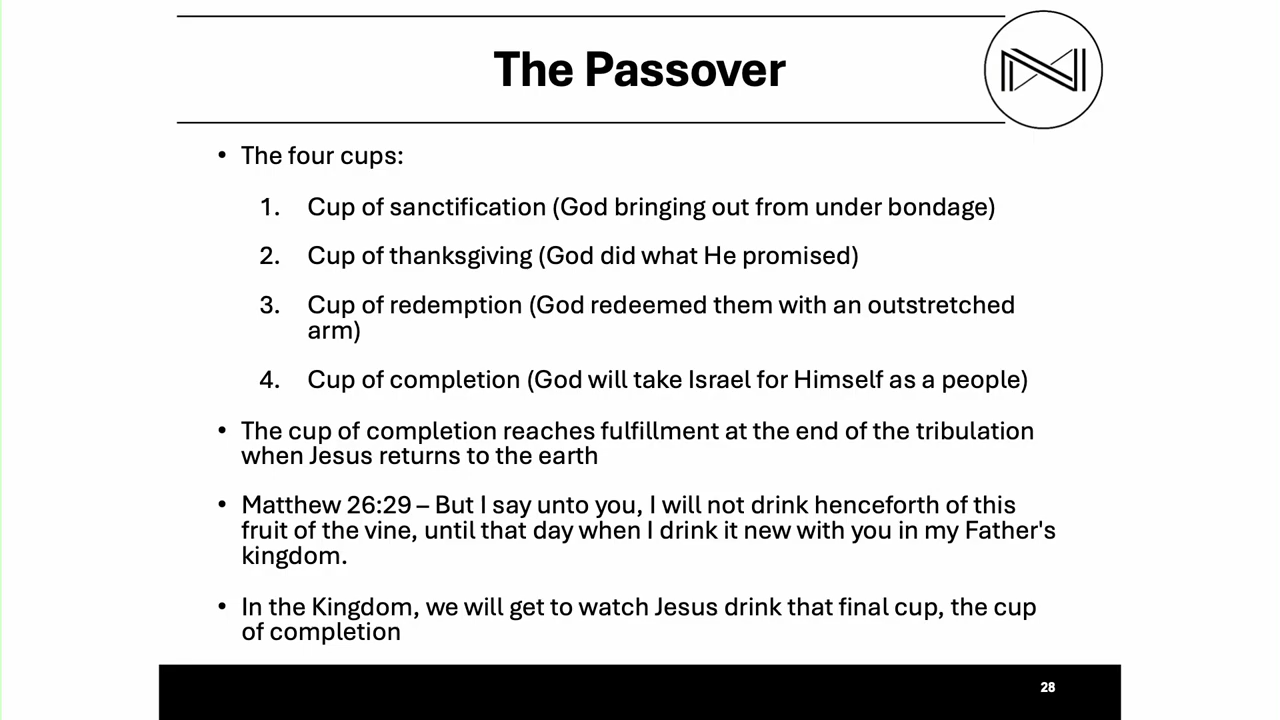 The Passover
• The four cups:
1. Cup of sanctification (God bringing out from under bondage)
2. Cup of thanksgiving (God did what He promised)
3. Cup of redemption (God redeemed them with an outstretched
arm)
4. Cup of completion (God will take Israel for Himself as a people)
• The cup of completion reaches fulfillment at the end of the tribulation
when Jesus returns to the earth
• Matthew 26:29 – But I say unto you, I will not drink henceforth of this
fruit of the vine, until that day when I drink it new with you in my Father's
kingdom.
• In the Kingdom, we will get to watch Jesus drink that final cup, the cup
of completion
28